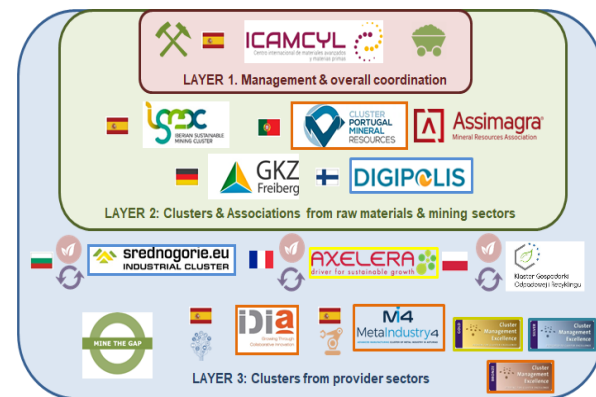 ICAMCYL
Centro internacional de materiales avanzados
y materias primas
LAYER 1. Management & overall coordination
IBERIAN SUSTAINABLE
MINING CLUSTER
CLUSTER
PORTUGAL
MINERAL
RESOURCES
Assimagra
Mineral Resources Association
GKZ
Freiberg
DIGIPOLIS
LAYER 2: Clusters & Associations from raw materials & mining sectors
srednogorie.eu
INDUSTRIAL CLUSTER
AXELERA
driver for sustainable growth
Klaster Gospodarki
Odpadowej i Recyklingu
MINE THE GAP
iDia
Growing Through
Collaborative Innovation
Mi4
MetaIndustry4
Cluster
Management
Excellence
Cluster
Management
Excellence
LAYER 3: Clusters from provider sectors
Cluster
Management
Excellence